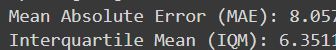 Mean Absolute Error (MAE): 8.057
Interquartile Mean (IQM): 6.351